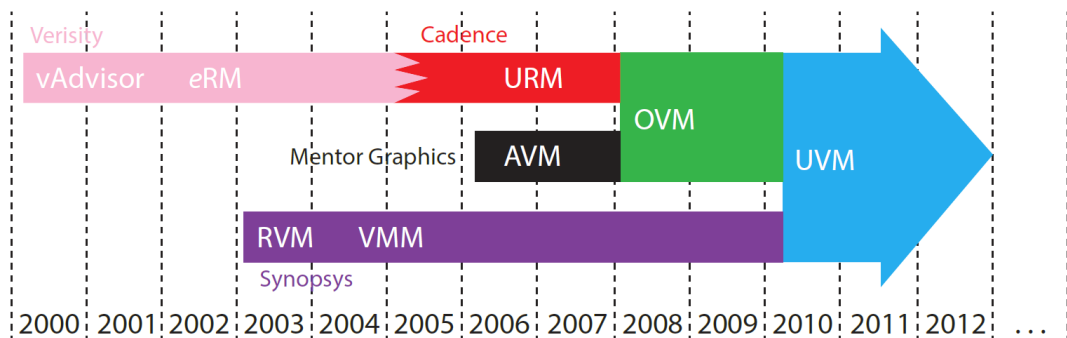 Verisity
Cadence
vAdvisor eRM URM
OVM
Mentor Graphics AVM
UVM
RVM VMM
Synopsys
2000 2001 2002 2003 2004 2005 2006 2007 2008 2009 2010 2011 2012 ...